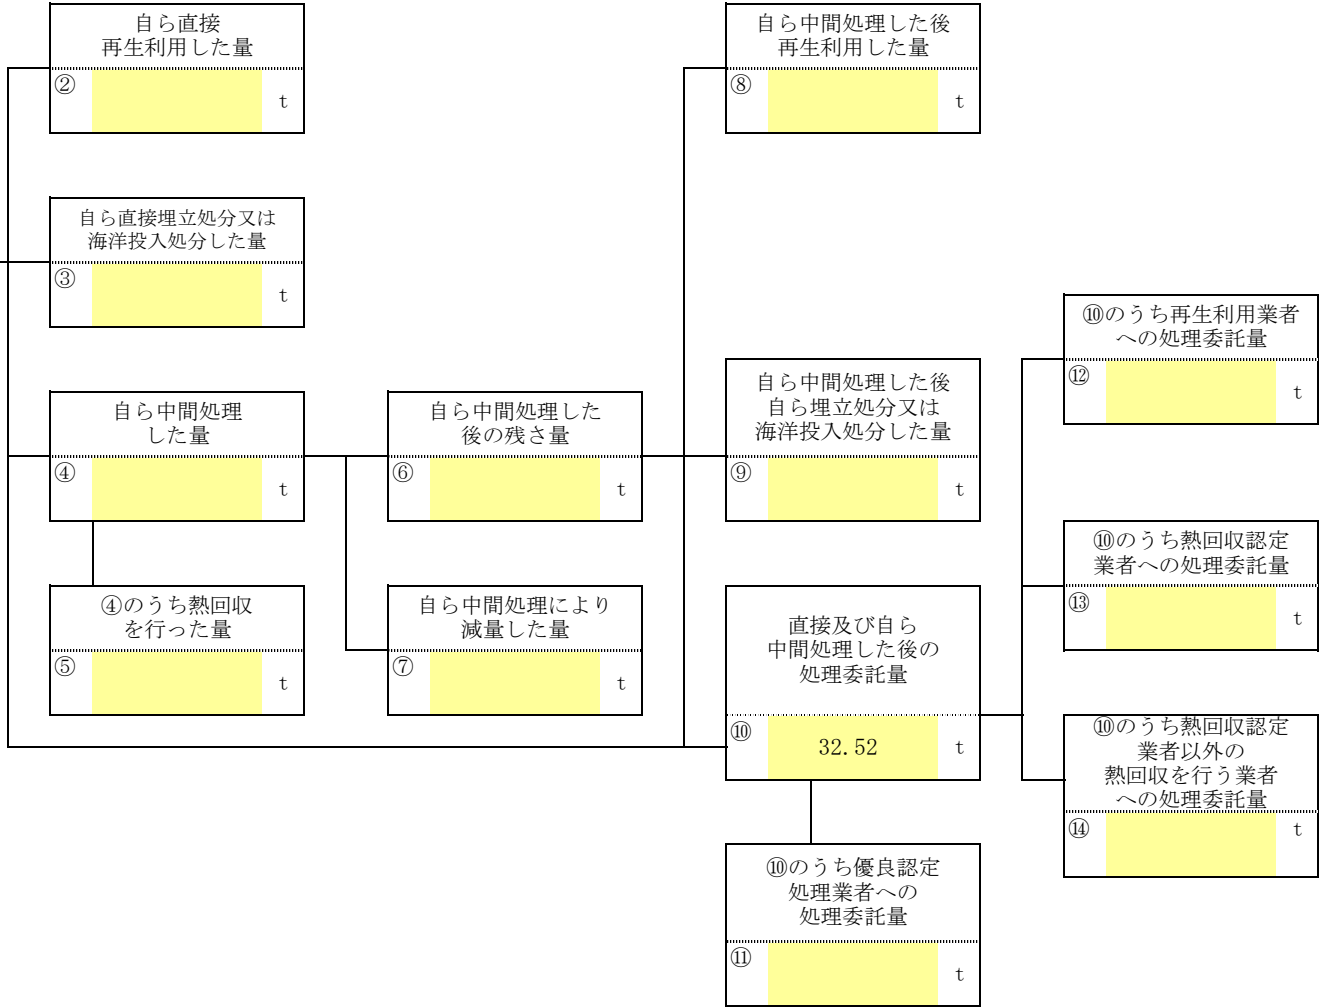 自ら直接
再生利用した量
②
t
自ら中間処理した後
再生利用した量
⑧
t
自ら直接埋立処分又は
海洋投入処分した量
③
t
⑩のうち再生利用業者
への処理委託量
⑫
t
自ら中間処理
した量
④
t
自ら中間処理した
後の残さ量
⑥
t
自ら中間処理した後
自ら埋立処分又は
海洋投入処分した量
⑨
t
⑩のうち熱回収認定
業者への処理委託量
⑬
t
④のうち熱回収
を行った量
⑤
t
自ら中間処理により
減量した量
⑦
t
直接及び自ら
中間処理した後の
処理委託量
⑩
32.52
t
⑩のうち熱回収認定
業者以外の
熱回収を行う業者
への処理委託量
⑭
t
⑩のうち優良認定
処理業者への
処理委託量
⑪
t